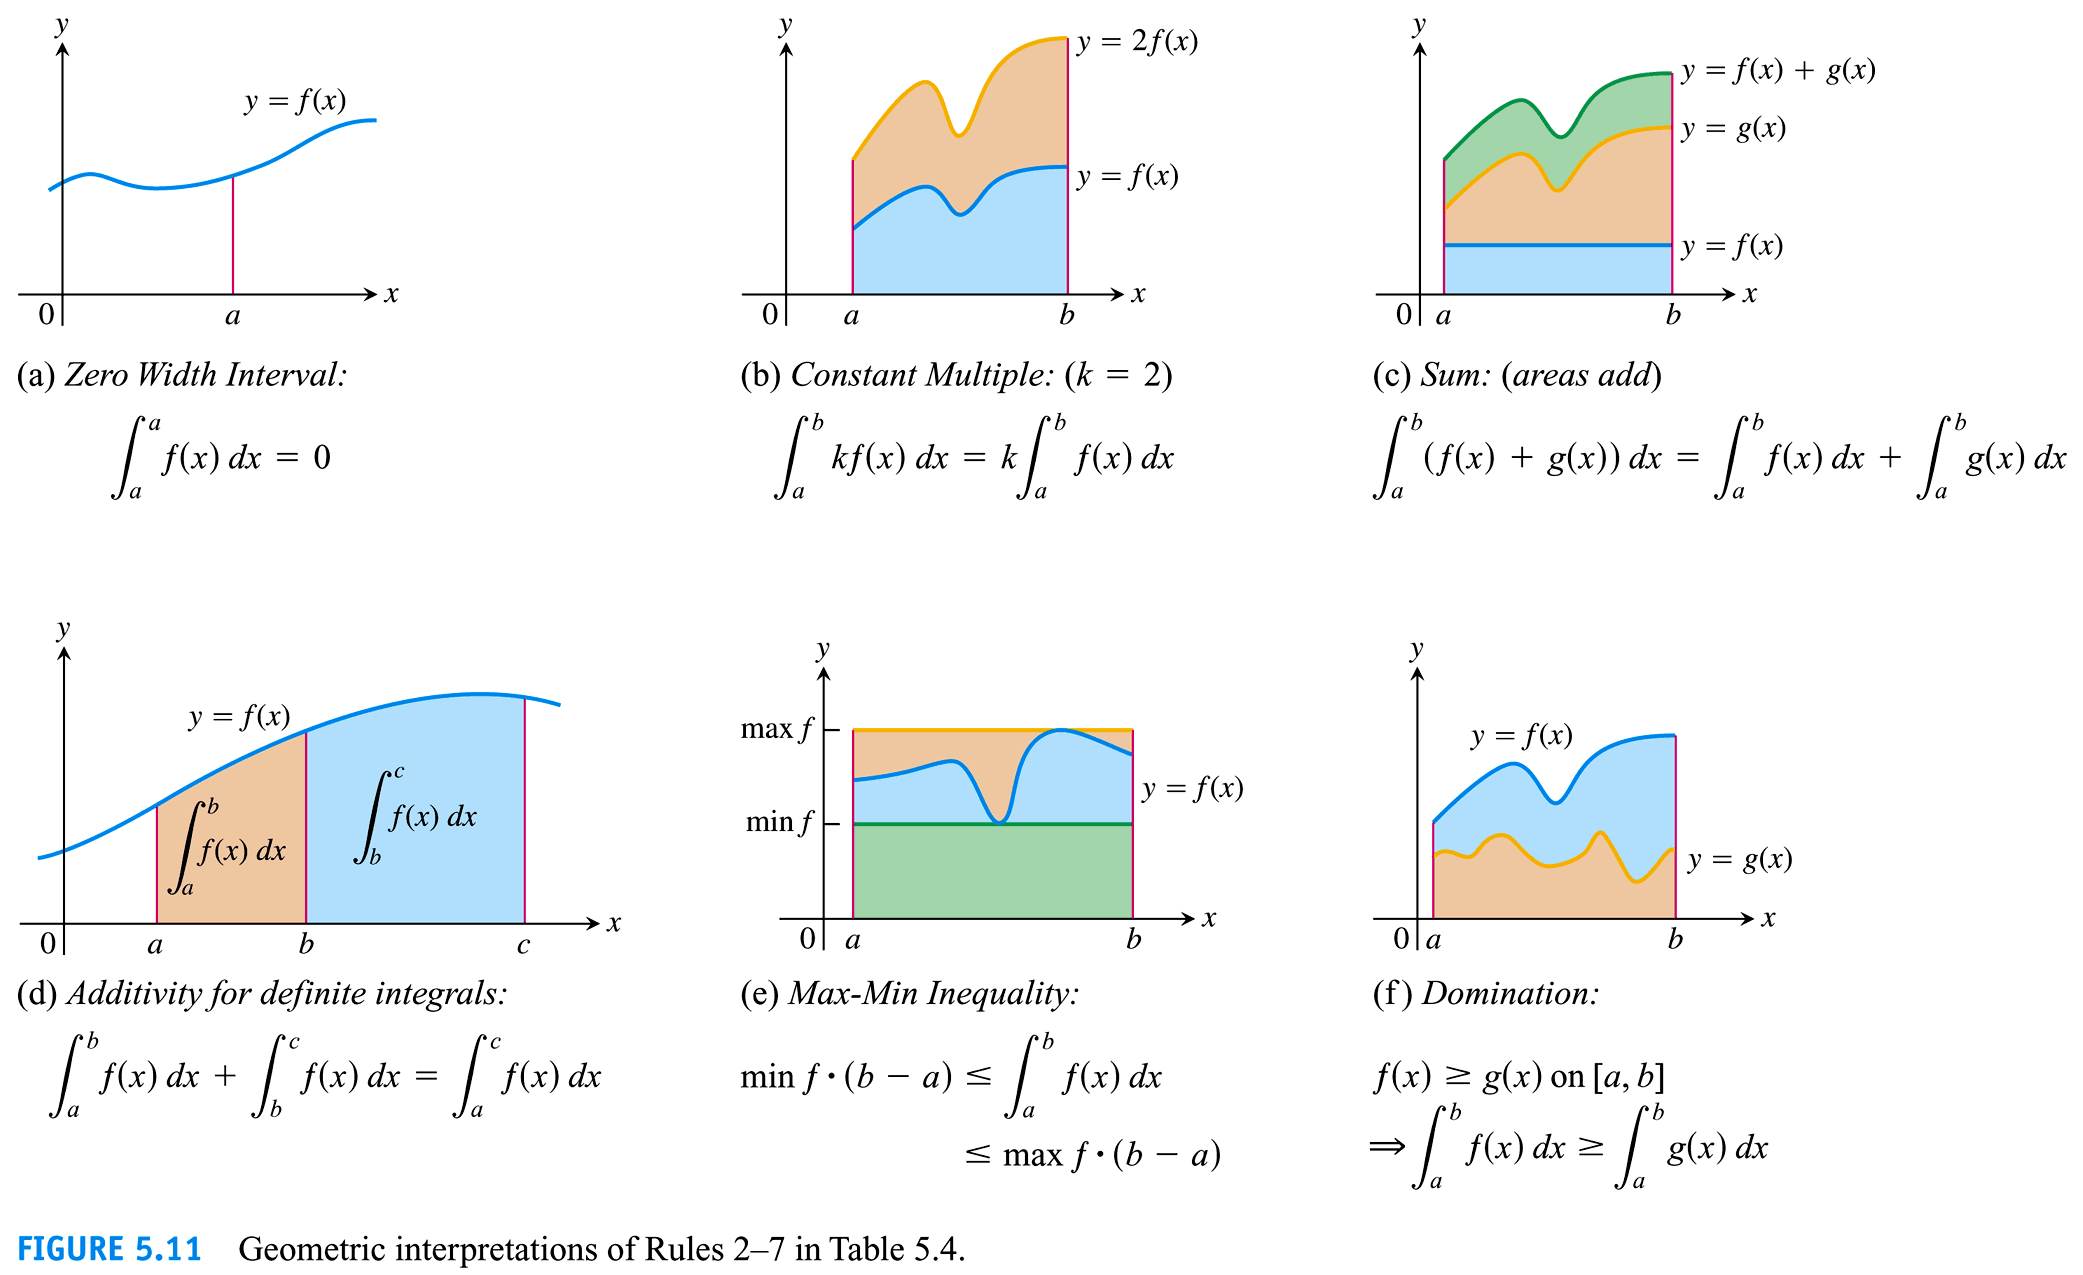 y
y = f(x)
0
a
x
(a) Zero Width Interval:
∫_a^a f(x) dx = 0
y
y = 2f(x)
y = f(x)
0
a
b
x
(b) Constant Multiple: (k = 2)
∫_a^b kf(x) dx = k∫_a^b f(x) dx
y
y = f(x) + g(x)
y = g(x)
y = f(x)
0
a
b
x
(c) Sum: (areas add)
∫_a^b (f(x) + g(x)) dx = ∫_a^b f(x) dx + ∫_a^b g(x) dx
y
y = f(x)
∫_a^b f(x) dx
∫_b^c f(x) dx
0
a
b
c
x
(d) Additivity for definite integrals:
∫_a^b f(x) dx + ∫_b^c f(x) dx = ∫_a^c f(x) dx
y
max f
min f
y = f(x)
0
a
b
x
(e) Max-Min Inequality:
min f · (b − a) ≤ ∫_a^b f(x) dx
≤ max f · (b − a)
y
y = f(x)
y = g(x)
0
a
b
x
(f) Domination:
f(x) ≥ g(x) on [a, b]
⇒ ∫_a^b f(x) dx ≥ ∫_a^b g(x) dx
FIGURE 5.11 Geometric interpretations of Rules 2–7 in Table 5.4.